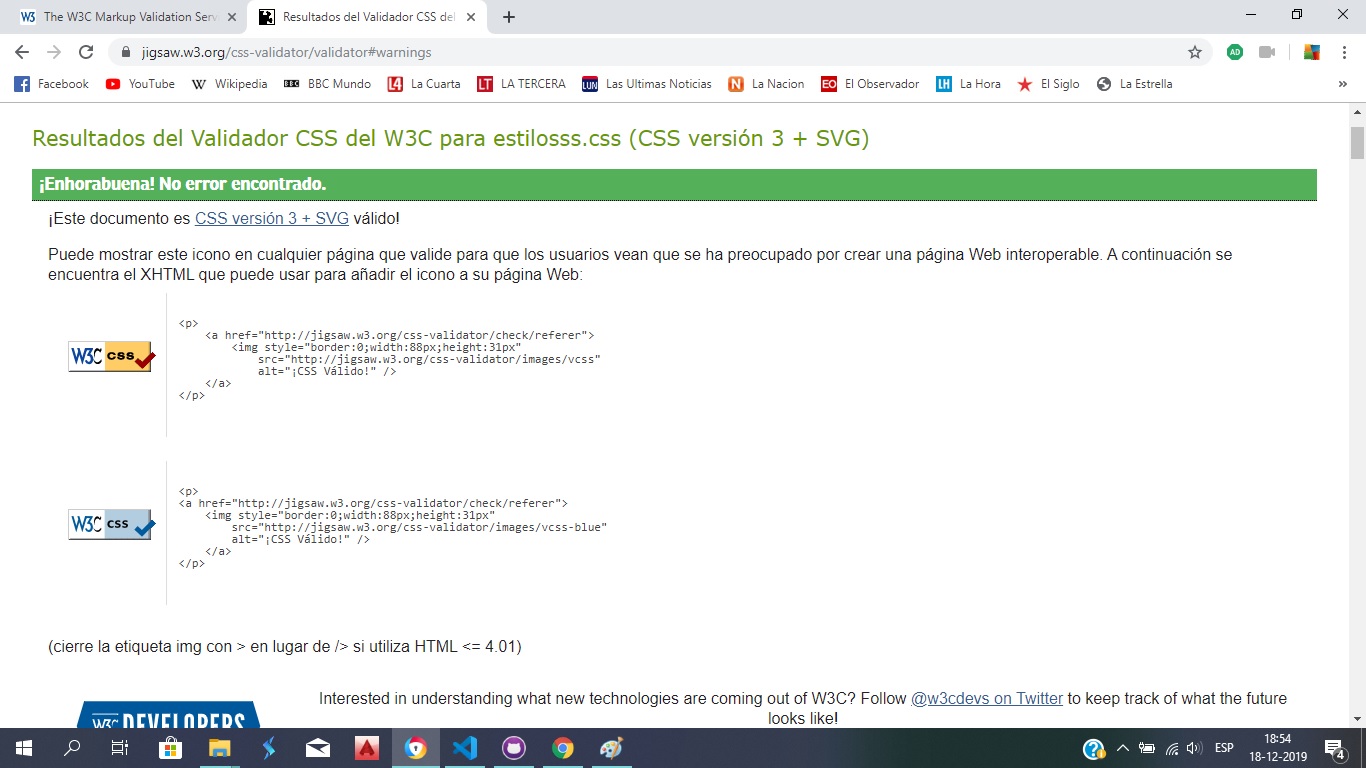 The W3C Markup Validation Serv
Resultados del Validador CSS del
jigsaw.w3.org/css-validator/validator#warnings
Facebook
YouTube
Wikipedia
BBC Mundo
La Cuarta
LA TERCERA
Las Ultimas Noticias
La Nacion
El Observador
La Hora
El Siglo
La Estrella
Resultados del Validador CSS del W3C para estilosss.css (CSS versión 3 + SVG)
¡Enhorabuena! No error encontrado.
¡Este documento es CSS versión 3 + SVG válido!
Puede mostrar este icono en cualquier página que valide para que los usuarios vean que se ha preocupado por crear una página Web interoperable. A continuación se
encuentra el XHTML que puede usar para añadir el icono a su página Web:
W3C css
<p>
<a href="http://jigsaw.w3.org/css-validator/check/referer">
<img style="border:0;width:88px;height:31px"
src="http://jigsaw.w3.org/css-validator/images/vcss"
alt="¡CSS Válido!" />
</a>
</p>
W3C css
<p>
<a href="http://jigsaw.w3.org/css-validator/check/referer">
<img style="border:0;width:88px;height:31px"
src="http://jigsaw.w3.org/css-validator/images/vcss-blue"
alt="¡CSS Válido!" />
</a>
</p>
(cierre la etiqueta img con > en lugar de /> si utiliza HTML <= 4.01)
W3C DEVELOPERS
Interested in understanding what new technologies are coming out of W3C? Follow @w3cdevs on Twitter to keep track of what the future
looks like!
ESP
18:54
18-12-2019
4